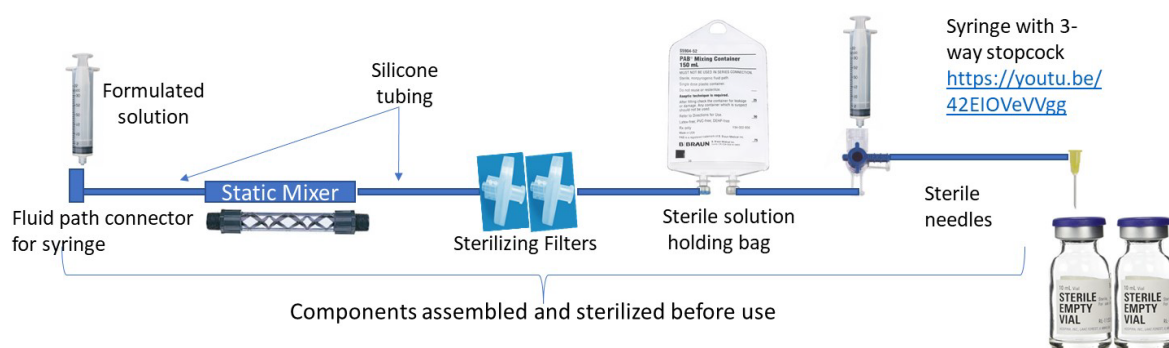 Formulated
solution
Silicone
tubing
Static Mixer
Fluid path connector
for syringe
Sterilizing Filters
PAB® Mixing Container
150 mL
B|BRAUN
Sterile solution
holding bag
Syringe with 3-
way stopcock
https://youtu.be/
42EIOVeVVgg
Sterile
needles
STERILE
EMPTY
VIAL
STERILE
EMPTY
VIAL
Components assembled and sterilized before use